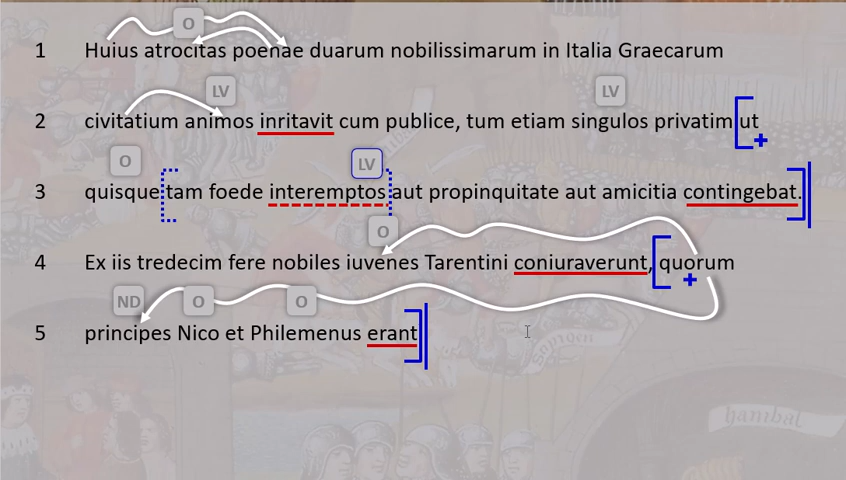 O
1 Huius atrocitas poenae duarum nobilissimarum in Italia Graecarum
LV LV
2 civitatium animos inritavit cum publice, tum etiam singulos privatim ut
O LV
3 quisque tam foede interemptos aut propinquitate aut amicitia contingebat.
O
4 Ex iis tredecim fere nobiles iuvenes Tarentini coniuraverunt, quorum
ND O O
5 principes Nico et Philemenus erant
hambal